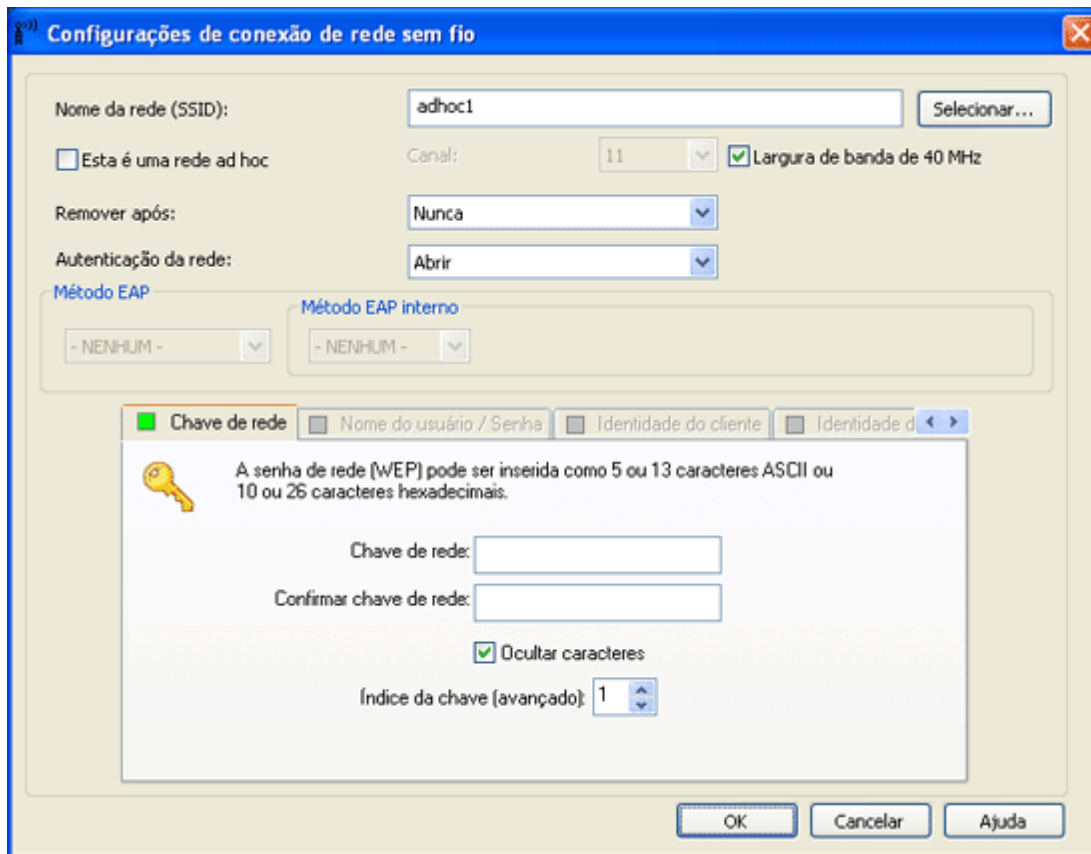 Configurações de conexão de rede sem fio
Nome da rede (SSID): adhoc1 Selecionar...
Esta é uma rede ad hoc Canal: 11 Largura de banda de 40 MHz
Remover após: Nunca
Autenticação da rede: Abrir
Método EAP
Método EAP interno
- NENHUM - - NENHUM -
Chave de rede Nome do usuário / Senha Identidade do cliente Identidade d
A senha de rede (WEP) pode ser inserida como 5 ou 13 caracteres ASCII ou
10 ou 26 caracteres hexadecimais.
Chave de rede:
Confirmar chave de rede:
Ocultar caracteres
Índice da chave (avançado): 1
OK Cancelar Ajuda